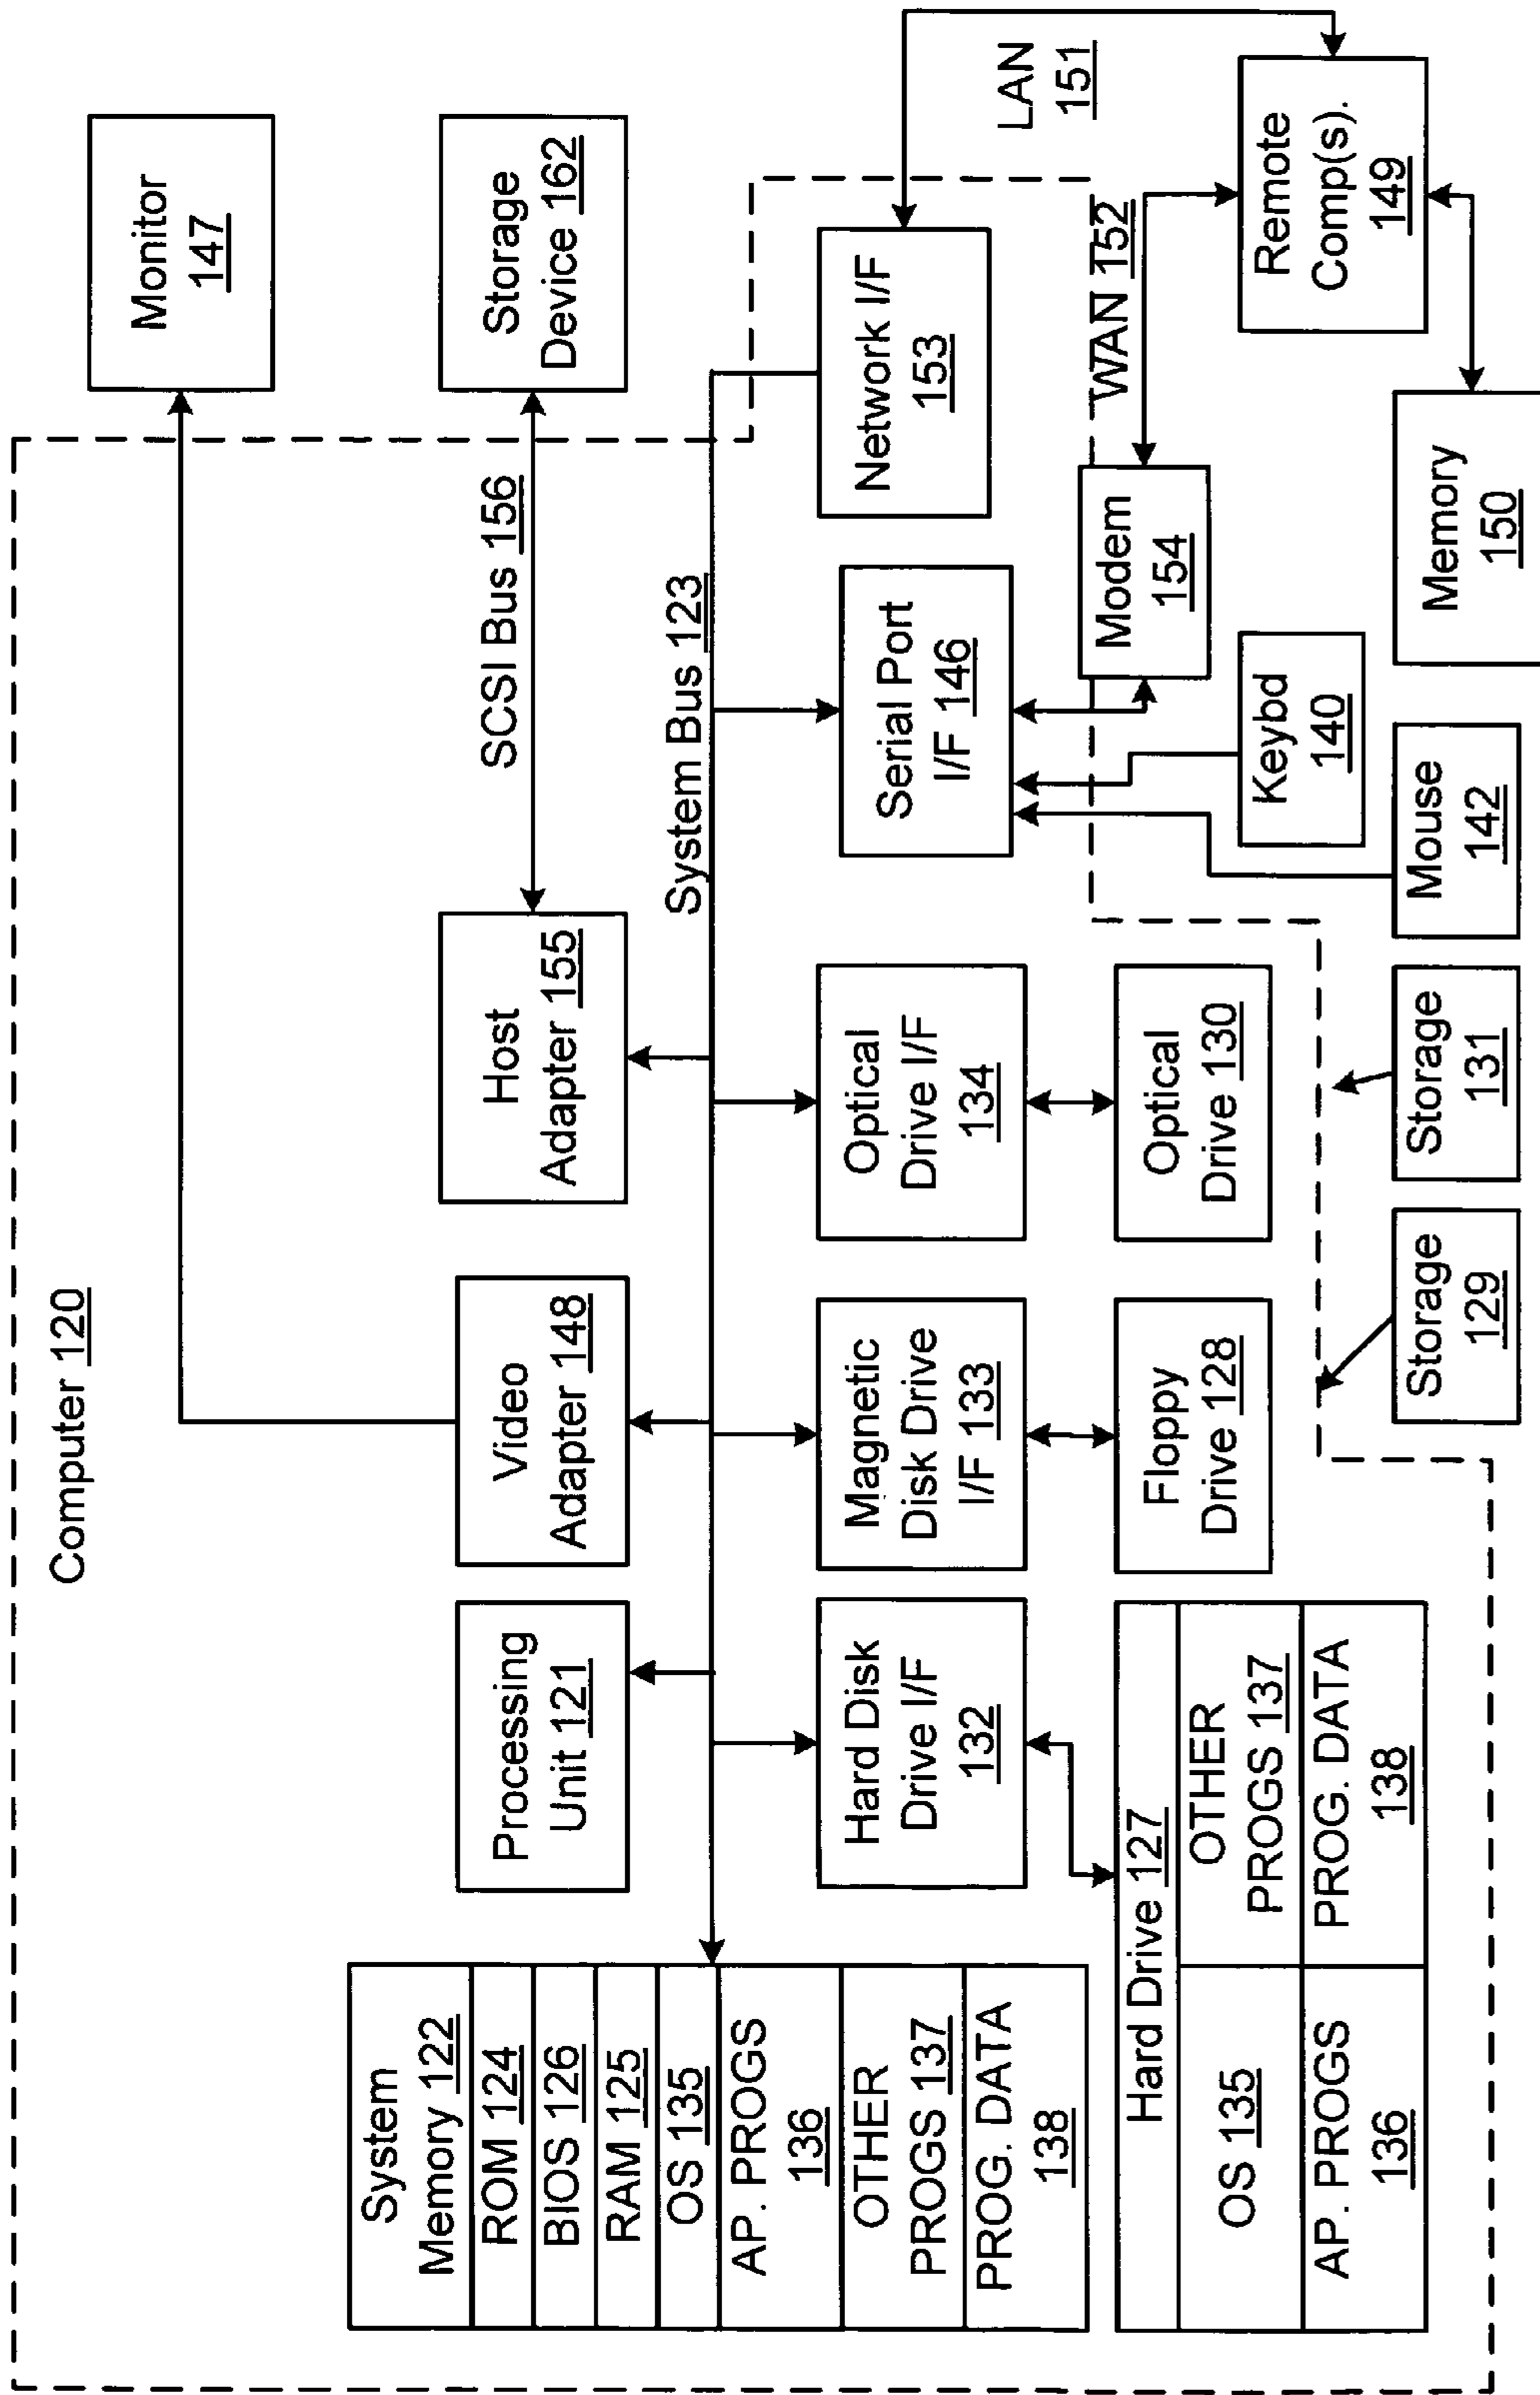 Computer 120
Monitor
147
Storage
Device 162
SCSI Bus 156
Host
Adapter 155
Video
Adapter 148
Processing
Unit 121
System
Memory 122
ROM 124
BIOS 126
RAM 125
OS 135
AP. PROGS
136
OTHER
PROGS 137
PROG. DATA
138
System Bus 123
Hard Disk
Drive I/F
132
Magnetic
Disk Drive
I/F 133
Optical
Drive I/F
134
Serial Port
I/F 146
Network I/F
153
LAN
151
Hard Drive 127
OS 135
OTHER
PROGS 137
AP. PROGS
136
PROG. DATA
138
Floppy
Drive 128
Optical
Drive 130
Modem
154
WAN 152
Remote
Comp(s).
149
Keybd
140
Storage
129
Storage
131
Mouse
142
Memory
150